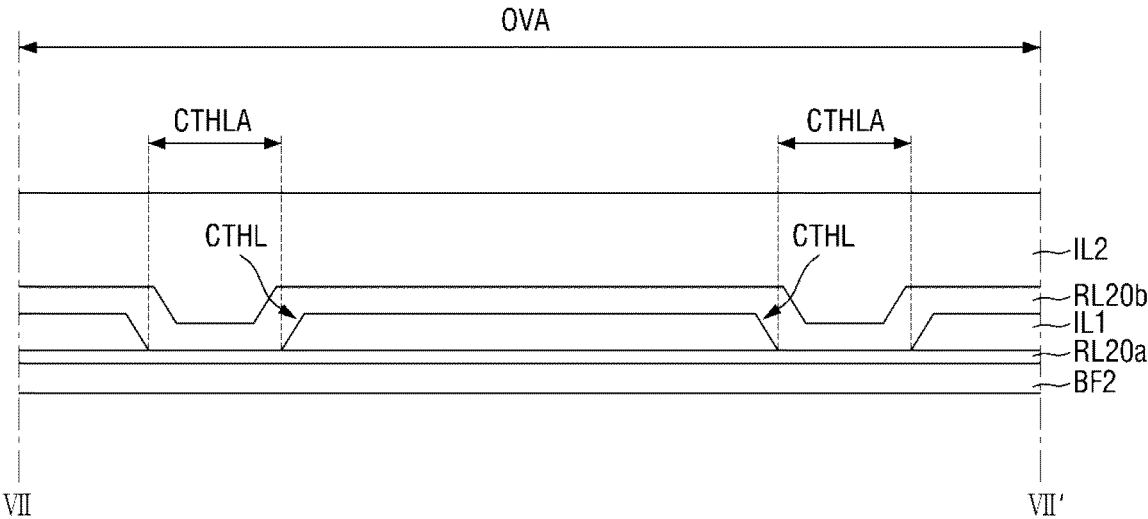 OVA
CTHLA
CTHLA
CTHL
CTHL
IL2
RL20b
IL1
RL20a
BF2
Ⅶ
Ⅶ'